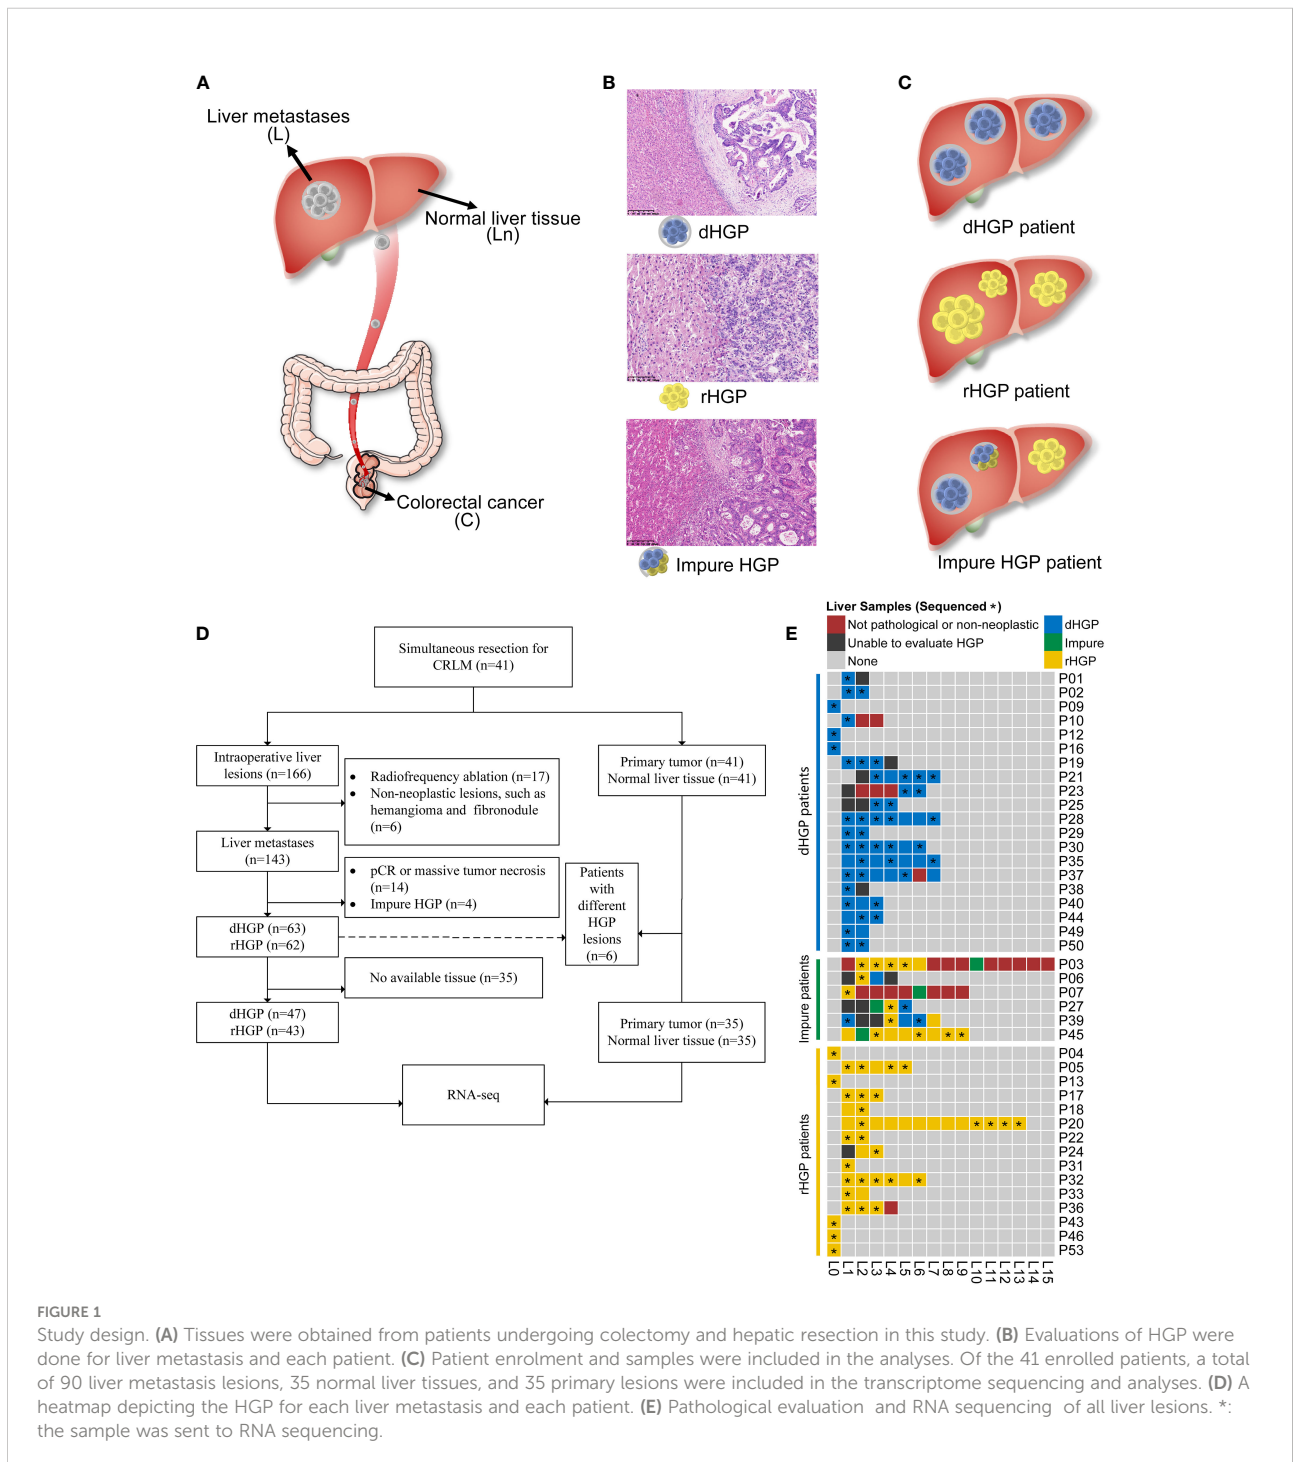 A
Liver metastases
(L)
Normal liver tissue
(Ln)
Colorectal cancer
(C)
B
dHGP
rHGP
Impure HGP
C
dHGP patient
rHGP patient
Impure HGP patient
D
Simultaneous resection for
CRLM (n=41)
Intraoperative liver
lesions (n=166)
• Radiofrequency ablation (n=17)
• Non-neoplastic lesions, such as
hemangioma and fibronodule
(n=6)
Primary tumor (n=41)
Normal liver tissue (n=41)
Liver metastases
(n=143)
• pCR or massive tumor necrosis
(n=14)
• Impure HGP (n=4)
Patients
with
different
HGP
lesions
(n=6)
dHGP (n=63)
rHGP (n=62)
No available tissue (n=35)
dHGP (n=47)
rHGP (n=43)
Primary tumor (n=35)
Normal liver tissue (n=35)
RNA-seq
E
Liver Samples (Sequenced *)
Not pathological or non-neoplastic
Unable to evaluate HGP
None
dHGP
Impure
rHGP
dHGP patients
P01
P02
P09
P10
P12
P16
P19
P21
P23
P25
P28
P29
P30
P35
P37
P38
P40
P44
P49
P50
Impure patients
P03
P06
P07
P27
P39
P45
rHGP patients
P04
P05
P13
P17
P18
P20
P22
P24
P31
P32
P33
P36
P43
P46
P53
L0
L1
L2
L3
L4
L5
L6
L7
L8
L9
L10
L11
L12
L13
L14
L15
FIGURE 1
Study design. (A) Tissues were obtained from patients undergoing colectomy and hepatic resection in this study. (B) Evaluations of HGP were
done for liver metastasis and each patient. (C) Patient enrolment and samples were included in the analyses. Of the 41 enrolled patients, a total
of 90 liver metastasis lesions, 35 normal liver tissues, and 35 primary lesions were included in the transcriptome sequencing and analyses. (D) A
heatmap depicting the HGP for each liver metastasis and each patient. (E) Pathological evaluation and RNA sequencing of all liver lesions. *:
the sample was sent to RNA sequencing.